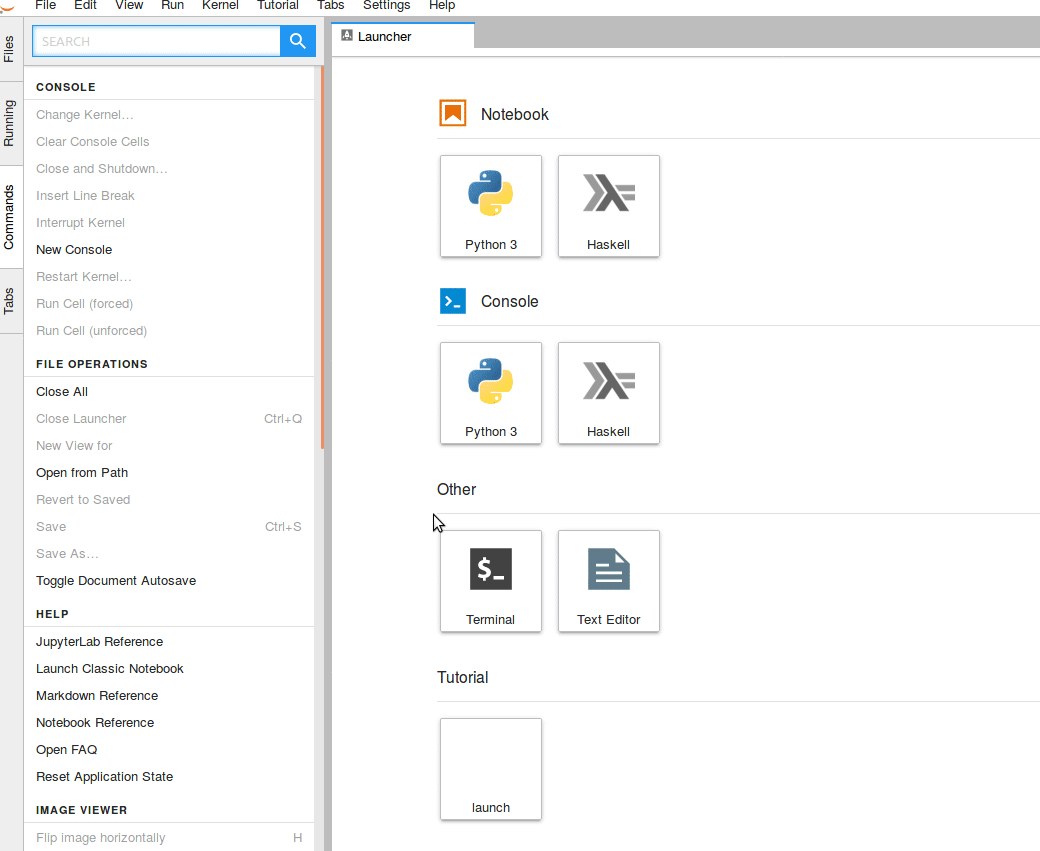 File Edit View Run Kernel Tutorial Tabs Settings Help
Files
Running
Commands
Tabs
SEARCH
CONSOLE
Change Kernel…
Clear Console Cells
Close and Shutdown…
Insert Line Break
Interrupt Kernel
New Console
Restart Kernel…
Run Cell (forced)
Run Cell (unforced)
FILE OPERATIONS
Close All
Close Launcher Ctrl+Q
New View for
Open from Path
Revert to Saved
Save Ctrl+S
Save As…
Toggle Document Autosave
HELP
JupyterLab Reference
Launch Classic Notebook
Markdown Reference
Notebook Reference
Open FAQ
Reset Application State
IMAGE VIEWER
Flip image horizontally H
Launcher
Notebook
Python 3 Haskell
Console
Python 3 Haskell
Other
$_
Terminal Text Editor
Tutorial
launch